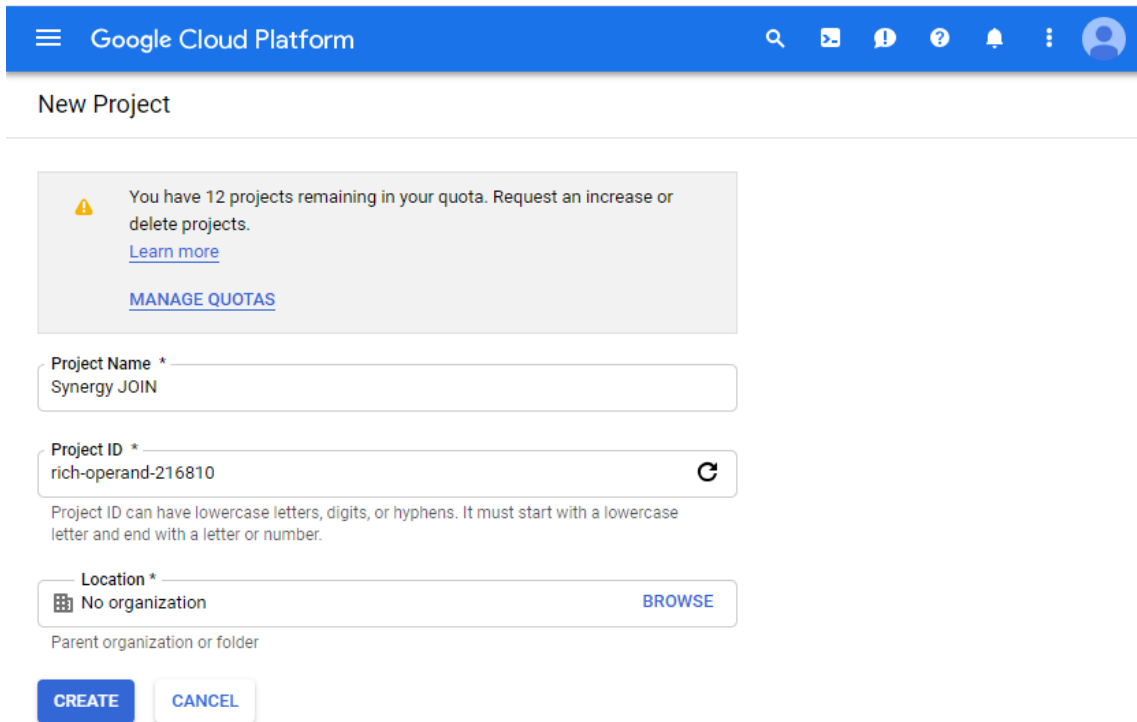 Google Cloud Platform
New Project
You have 12 projects remaining in your quota. Request an increase or
delete projects.
Learn more
MANAGE QUOTAS
Project Name *
Synergy JOIN
Project ID *
rich-operand-216810
Project ID can have lowercase letters, digits, or hyphens. It must start with a lowercase
letter and end with a letter or number.
Location *
No organization
BROWSE
Parent organization or folder
CREATE
CANCEL